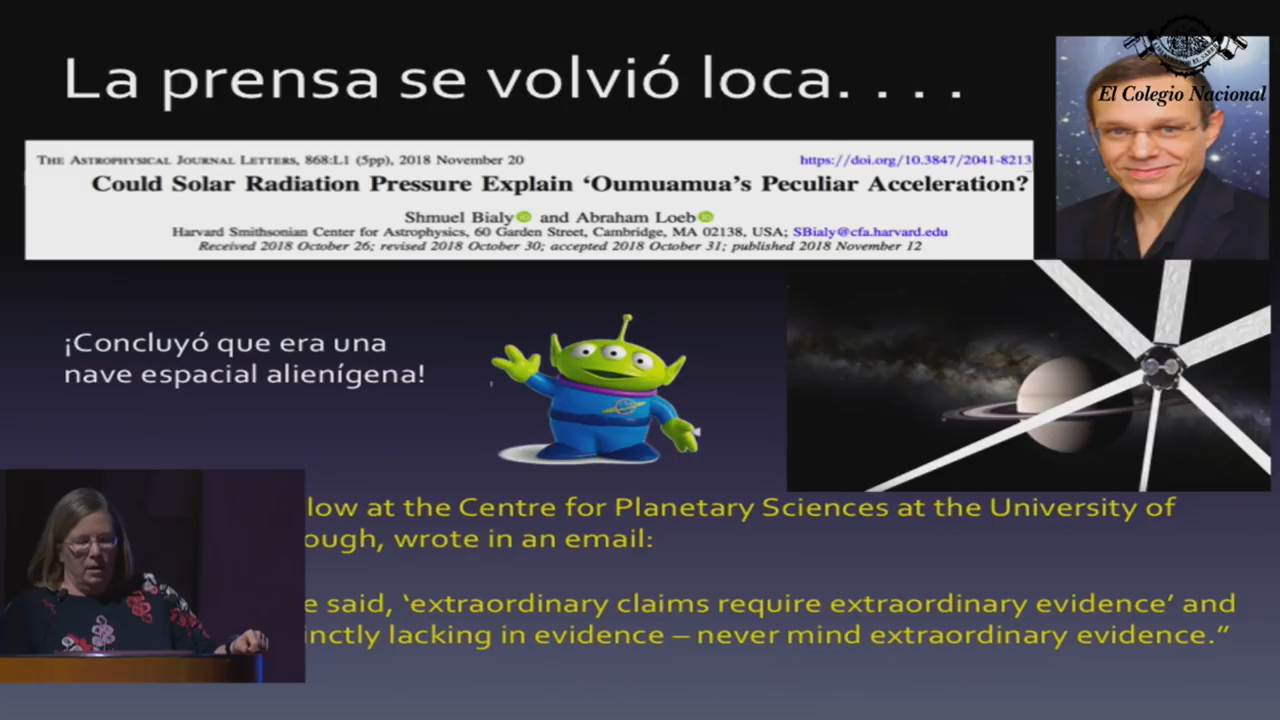 La prensa se volvió loca. . . .
El Colegio Nacional
THE ASTROPHYSICAL JOURNAL LETTERS, 868:L1 (5pp), 2018 November 20
https://doi.org/10.3847/2041-8213
Could Solar Radiation Pressure Explain ‘Oumuamua’s Peculiar Acceleration?
Shmuel Bialy and Abraham Loeb
Harvard Smithsonian Center for Astrophysics, 60 Garden Street, Cambridge, MA 02138, USA; SBialy@cfa.harvard.edu
Received 2018 October 26; revised 2018 October 30; accepted 2018 October 31; published 2018 November 12
¡Concluyó que era una
nave espacial alienígena!
llow at the Centre for Planetary Sciences at the University of
ough, wrote in an email:
e said, ‘extraordinary claims require extraordinary evidence’ and
inctly lacking in evidence – never mind extraordinary evidence.”